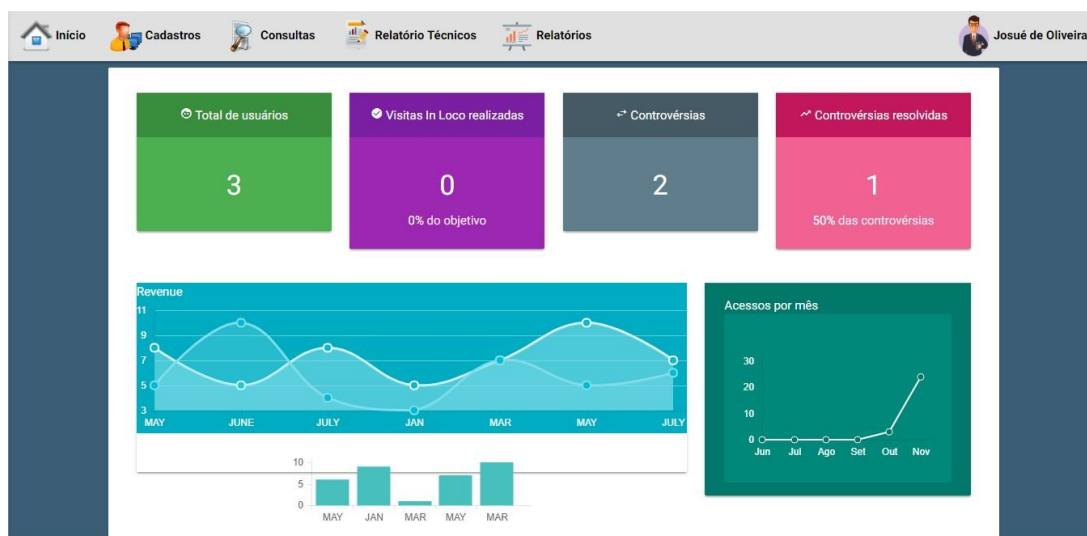 Início Cadastros Consultas Relatório Técnicos Relatórios Josué de Oliveira
Total de usuários
3
Visitas In Loco realizadas
0
0% do objetivo
Controvérsias
2
Controvérsias resolvidas
1
50% das controvérsias
Revenue
11
9
7
5
3
MAY JUNE JULY JAN MAR MAY JULY
10
5
0
MAY JAN MAR MAY MAR
Acessos por mês
30
20
10
0
Jun Jul Ago Set Out Nov